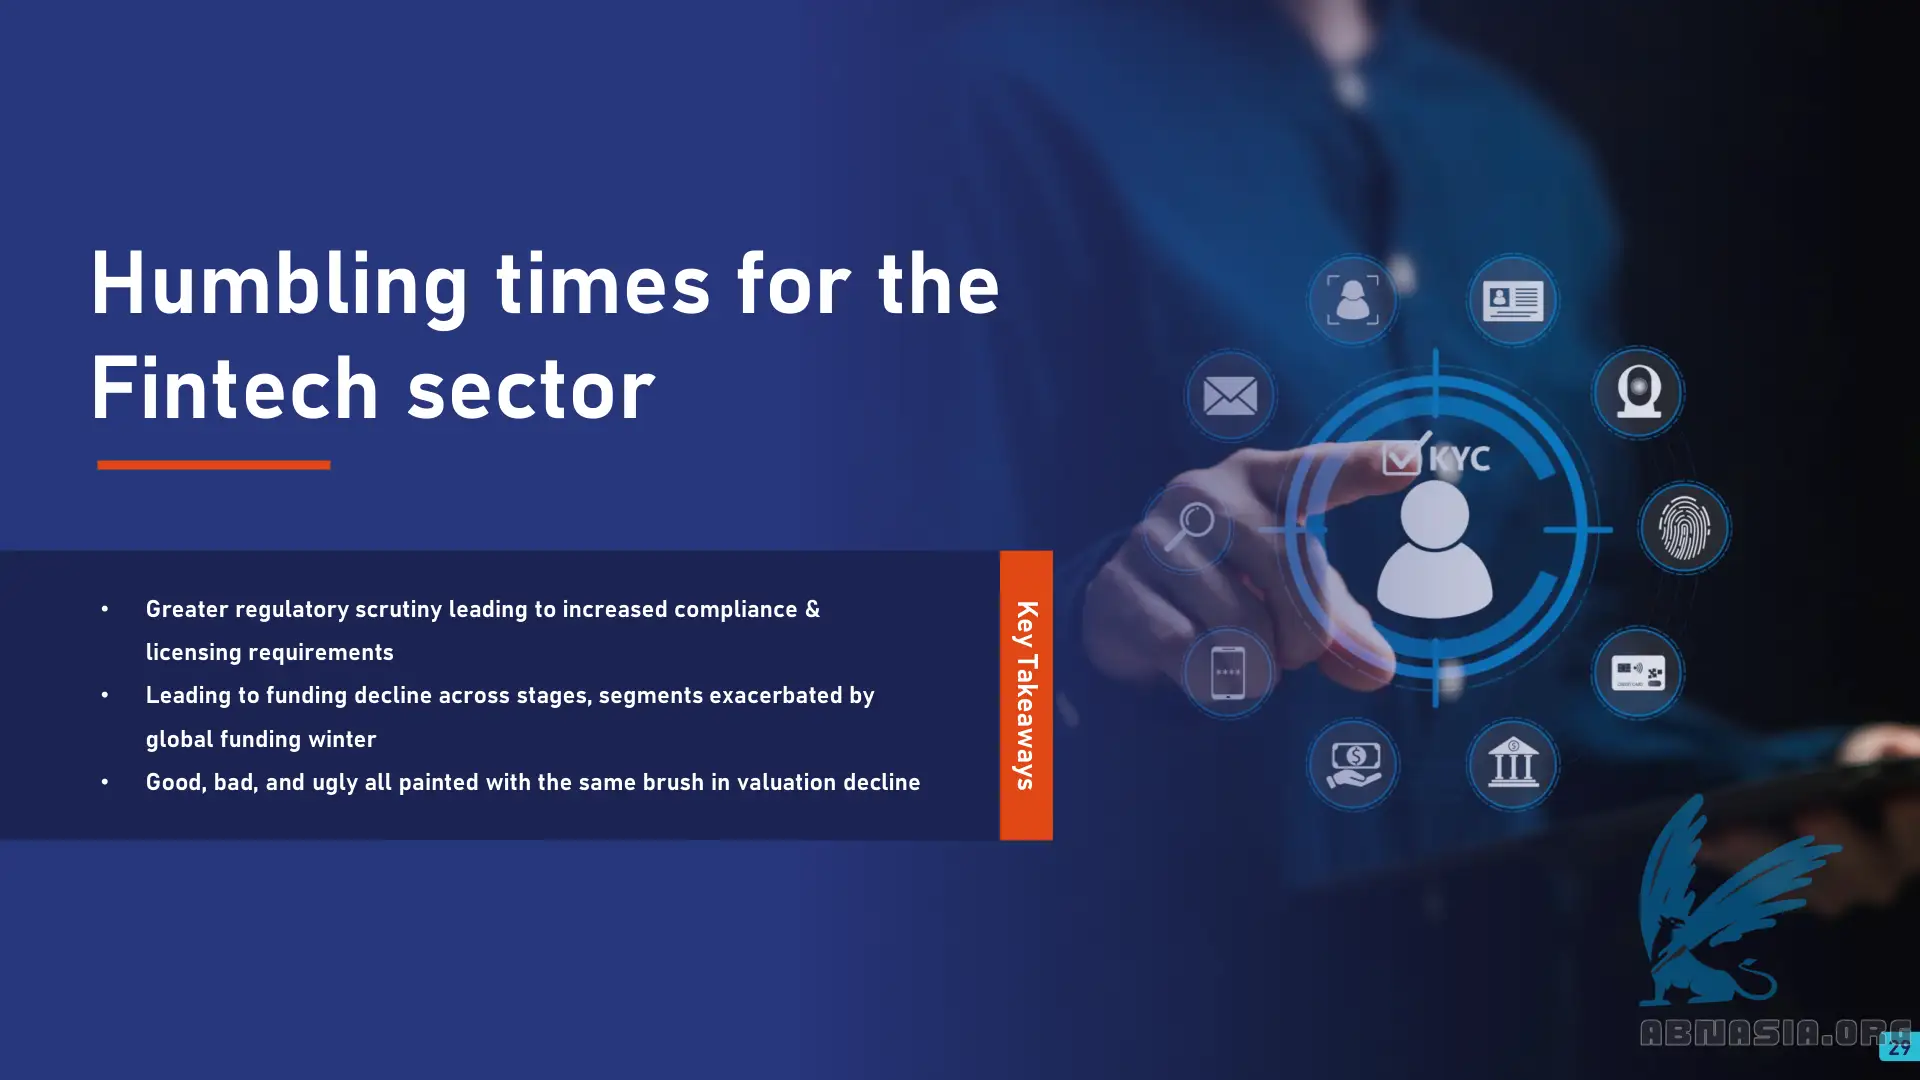 Humbling times for the
Fintech sector
• Greater regulatory scrutiny leading to increased compliance &
licensing requirements
• Leading to funding decline across stages, segments exacerbated by
global funding winter
• Good, bad, and ugly all painted with the same brush in valuation decline
Key Takeaways
KYC
ABNASIA.ORG
29